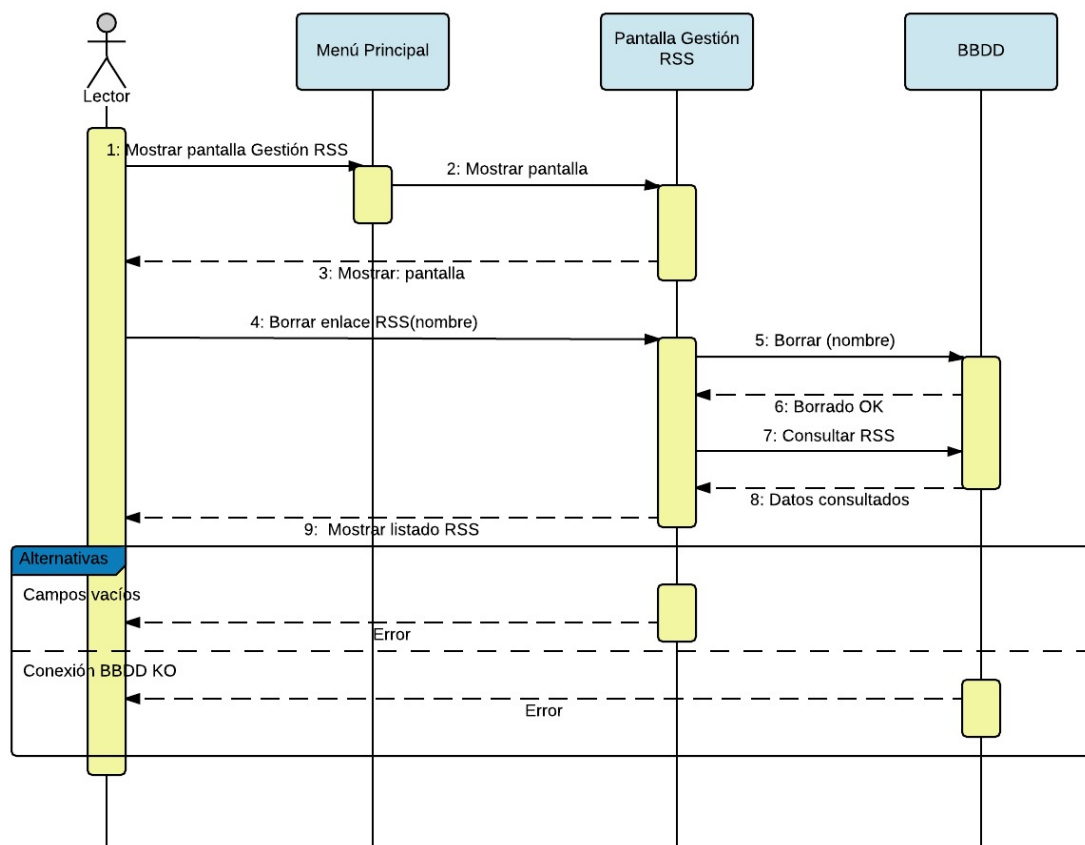 Lector
Menú Principal
Pantalla Gestión
RSS
BBDD
1: Mostrar pantalla Gestión RSS
2: Mostrar pantalla
3: Mostrar: pantalla
4: Borrar enlace RSS(nombre)
5: Borrar (nombre)
6: Borrado OK
7: Consultar RSS
8: Datos consultados
9: Mostrar listado RSS
Alternativas
Campos vacíos
Error
Conexión BBDD KO
Error